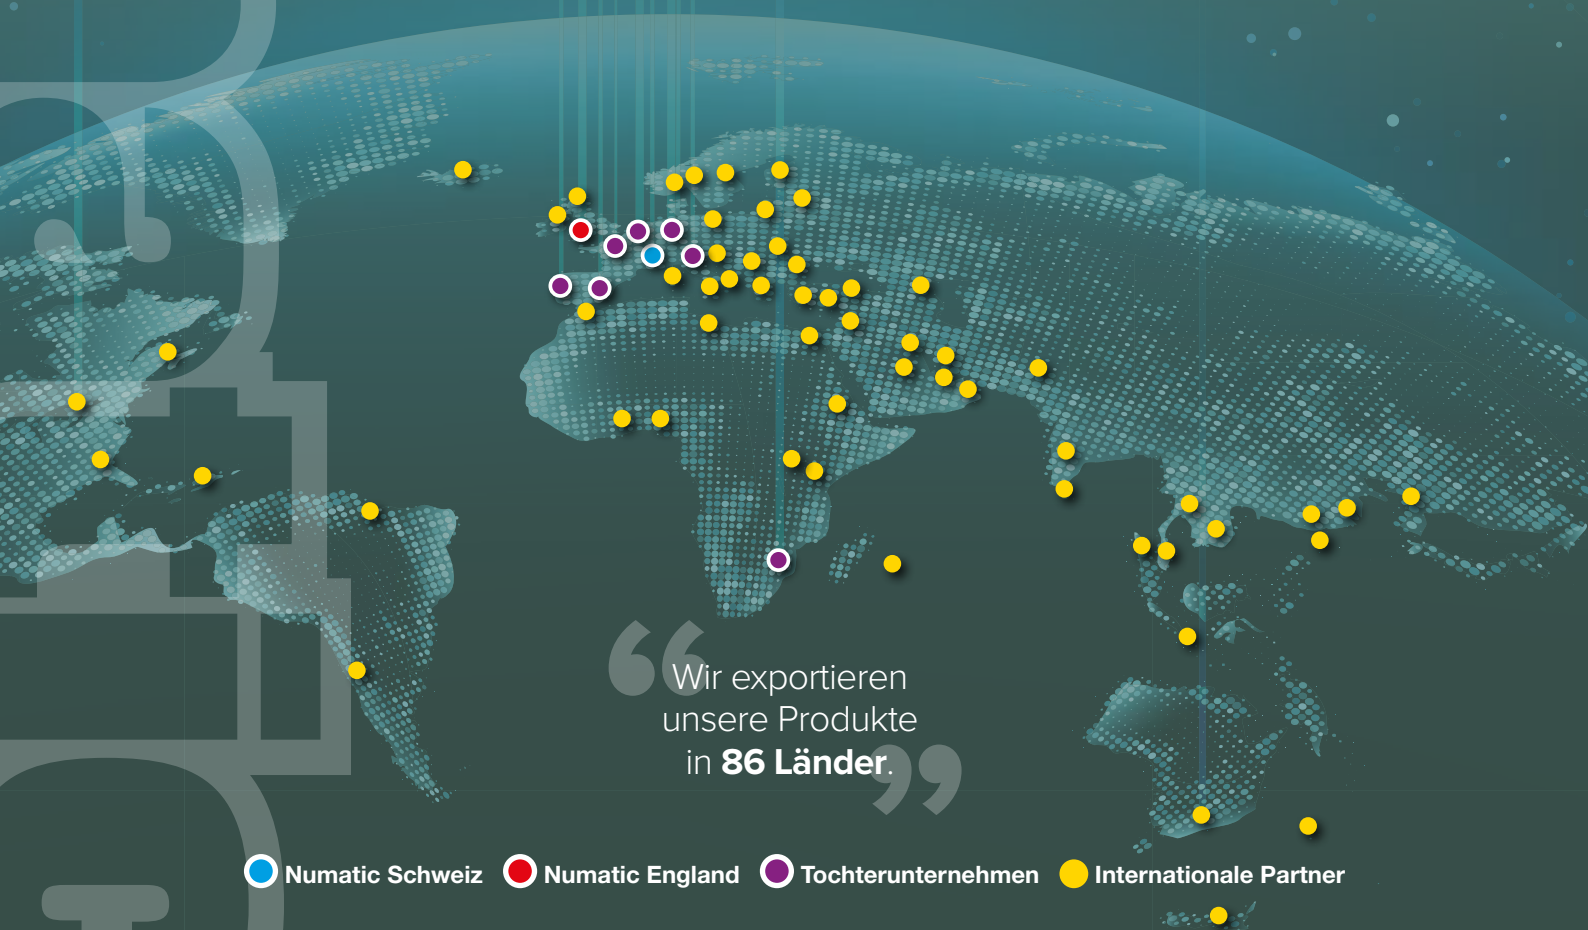 “Wir exportieren
unsere Produkte
in 86 Länder.”
Numatic Schweiz Numatic England Tochterunternehmen Internationale Partner